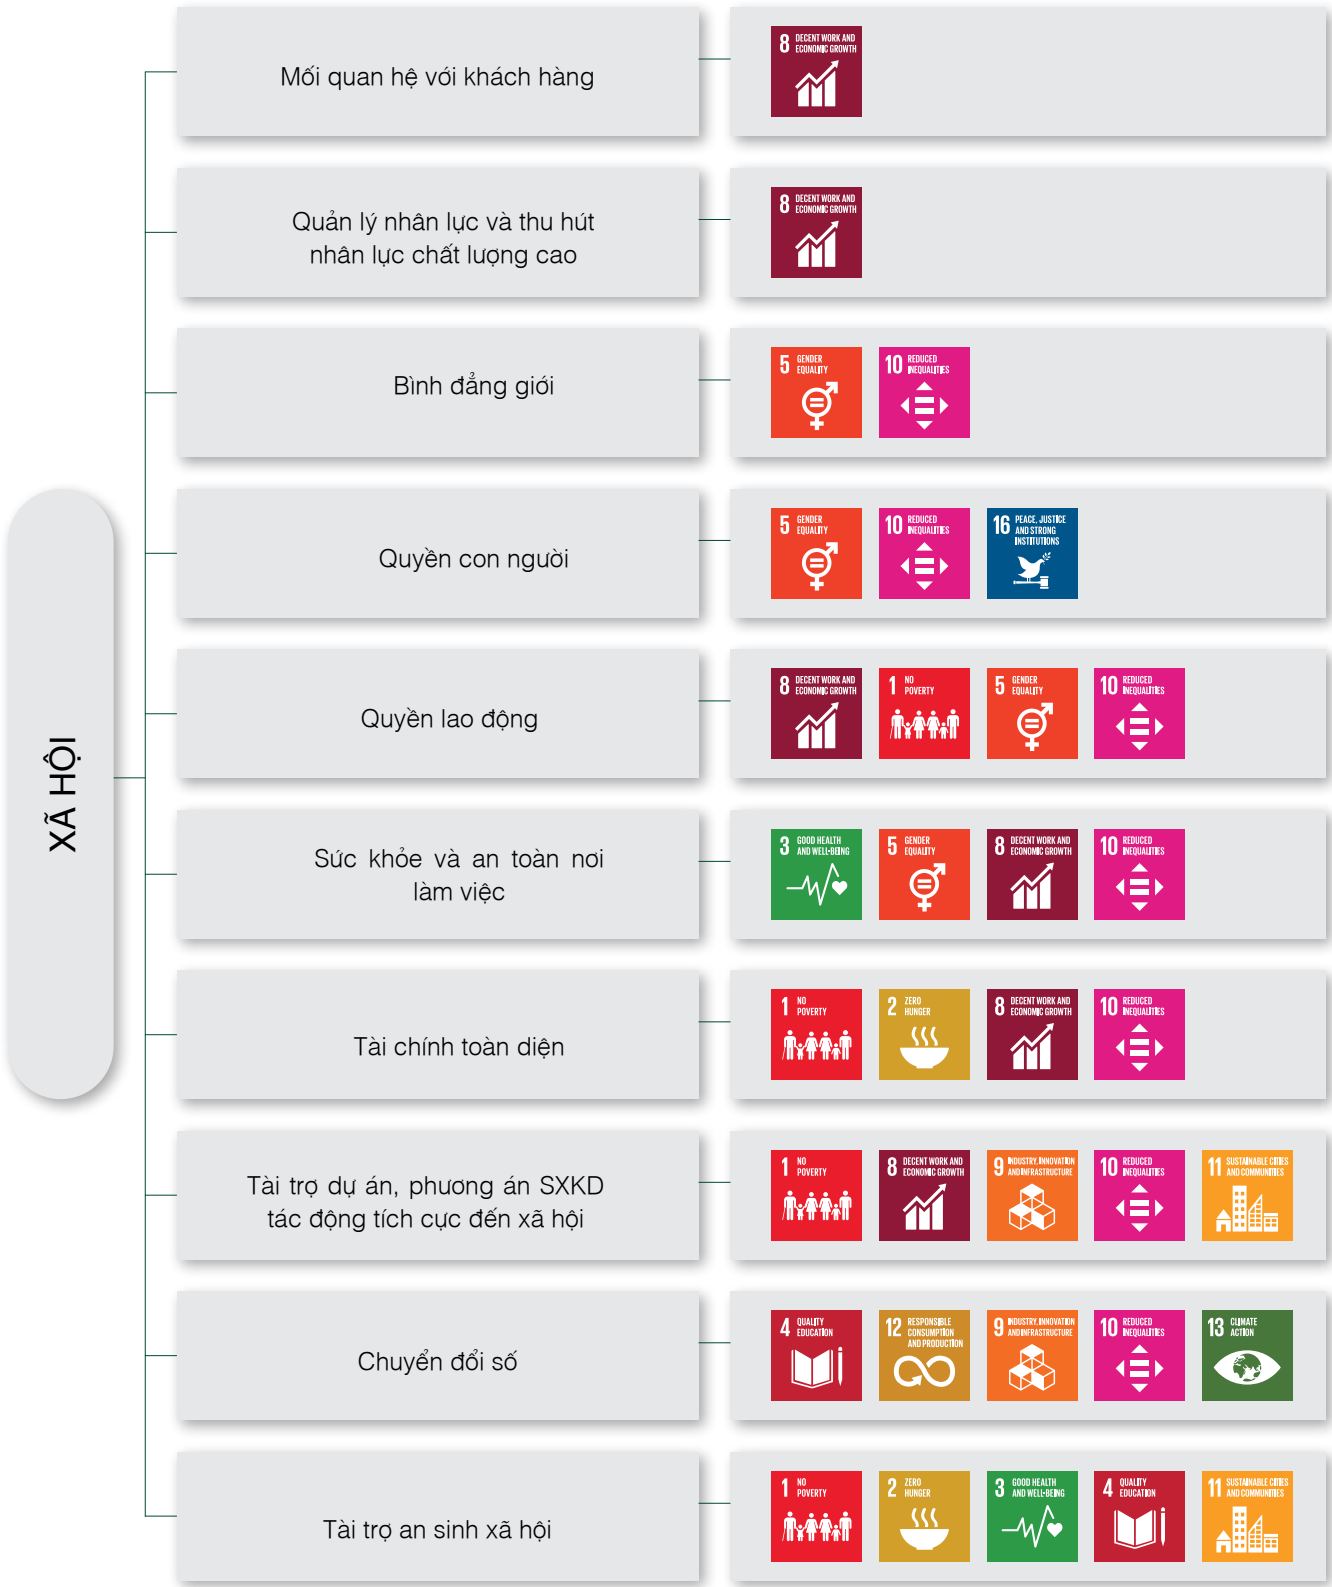 XÃ HỘI
Mối quan hệ với khách hàng
8 DECENT WORK AND
ECONOMIC GROWTH
Quản lý nhân lực và thu hút
nhân lực chất lượng cao
8 DECENT WORK AND
ECONOMIC GROWTH
Bình đẳng giới
5 GENDER
EQUALITY
10 REDUCED
INEQUALITIES
Quyền con người
5 GENDER
EQUALITY
10 REDUCED
INEQUALITIES
16 PEACE, JUSTICE
AND STRONG
INSTITUTIONS
Quyền lao động
8 DECENT WORK AND
ECONOMIC GROWTH
1 NO
POVERTY
5 GENDER
EQUALITY
10 REDUCED
INEQUALITIES
Sức khỏe và an toàn nơi
làm việc
3 GOOD HEALTH
AND WELL-BEING
5 GENDER
EQUALITY
8 DECENT WORK AND
ECONOMIC GROWTH
10 REDUCED
INEQUALITIES
Tài chính toàn diện
1 NO
POVERTY
2 ZERO
HUNGER
8 DECENT WORK AND
ECONOMIC GROWTH
10 REDUCED
INEQUALITIES
Tài trợ dự án, phương án SXKD
tác động tích cực đến xã hội
1 NO
POVERTY
8 DECENT WORK AND
ECONOMIC GROWTH
9 INDUSTRY, INNOVATION
AND INFRASTRUCTURE
10 REDUCED
INEQUALITIES
11 SUSTAINABLE CITIES
AND COMMUNITIES
Chuyển đổi số
4 QUALITY
EDUCATION
12 RESPONSIBLE
CONSUMPTION
AND PRODUCTION
9 INDUSTRY, INNOVATION
AND INFRASTRUCTURE
10 REDUCED
INEQUALITIES
13 CLIMATE
ACTION
Tài trợ an sinh xã hội
1 NO
POVERTY
2 ZERO
HUNGER
3 GOOD HEALTH
AND WELL-BEING
4 QUALITY
EDUCATION
11 SUSTAINABLE CITIES
AND COMMUNITIES